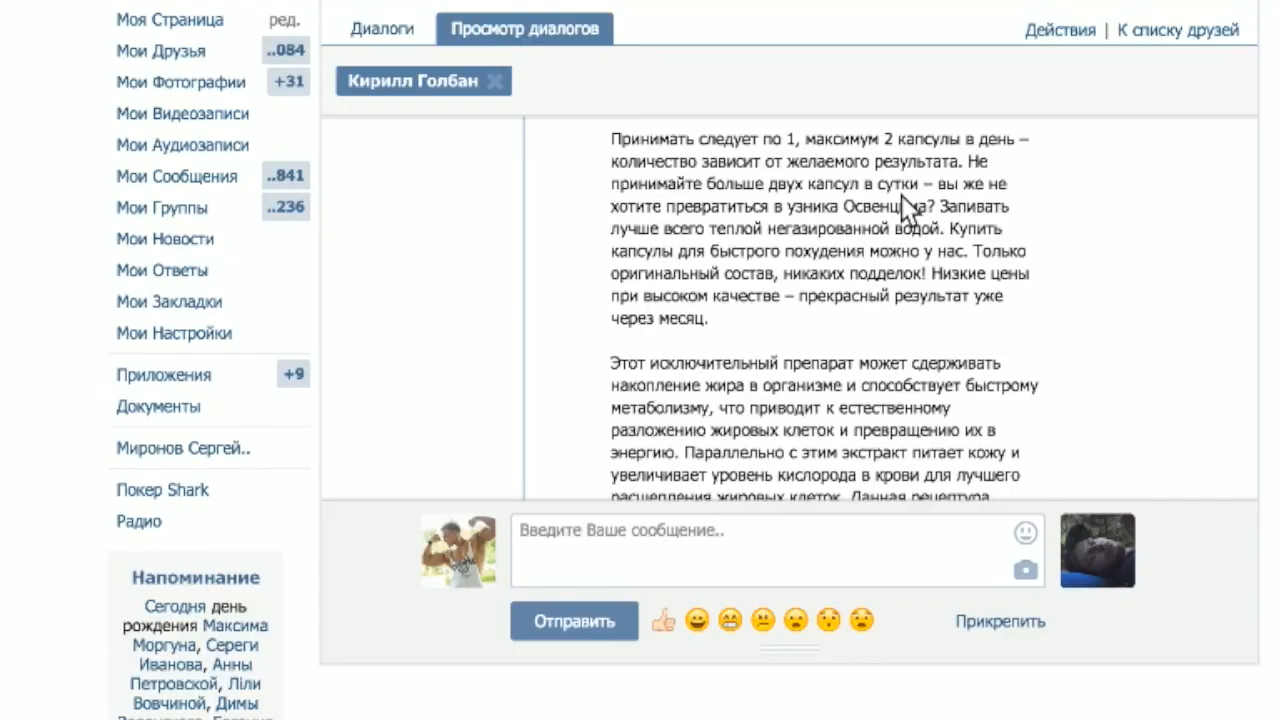 Моя Страница ред.
Мои Друзья ..084
Мои Фотографии +31
Мои Видеозаписи
Мои Аудиозаписи
Мои Сообщения ..841
Мои Группы ..236
Мои Новости
Мои Ответы
Мои Закладки
Мои Настройки
Приложения +9
Документы
Миронов Сергей..
Покер Shark
Радио
Напоминание
Сегодня день
рождения Максима
Моргуна, Сереги
Иванова, Анны
Петровской, Ліли
Вовчиной, Димы
Диалоги Просмотр диалогов Действия | К списку друзей
Кирилл Голбан
Принимать следует по 1, максимум 2 капсулы в день –
количество зависит от желаемого результата. Не
принимайте больше двух капсул в сутки – вы же не
хотите превратиться в узника Освенцима? Запивать
лучше всего теплой негазированной водой. Купить
капсулы для быстрого похудения можно у нас. Только
оригинальный состав, никаких подделок! Низкие цены
при высоком качестве – прекрасный результат уже
через месяц.
Этот исключительный препарат может сдерживать
накопление жира в организме и способствует быстрому
метаболизму, что приводит к естественному
разложению жировых клеток и превращению их в
энергию. Параллельно с этим экстракт питает кожу и
увеличивает уровень кислорода в крови для лучшего
расщепления жировых клеток. Данная рецептура
Введите Ваше сообщение..
Отправить Прикрепить